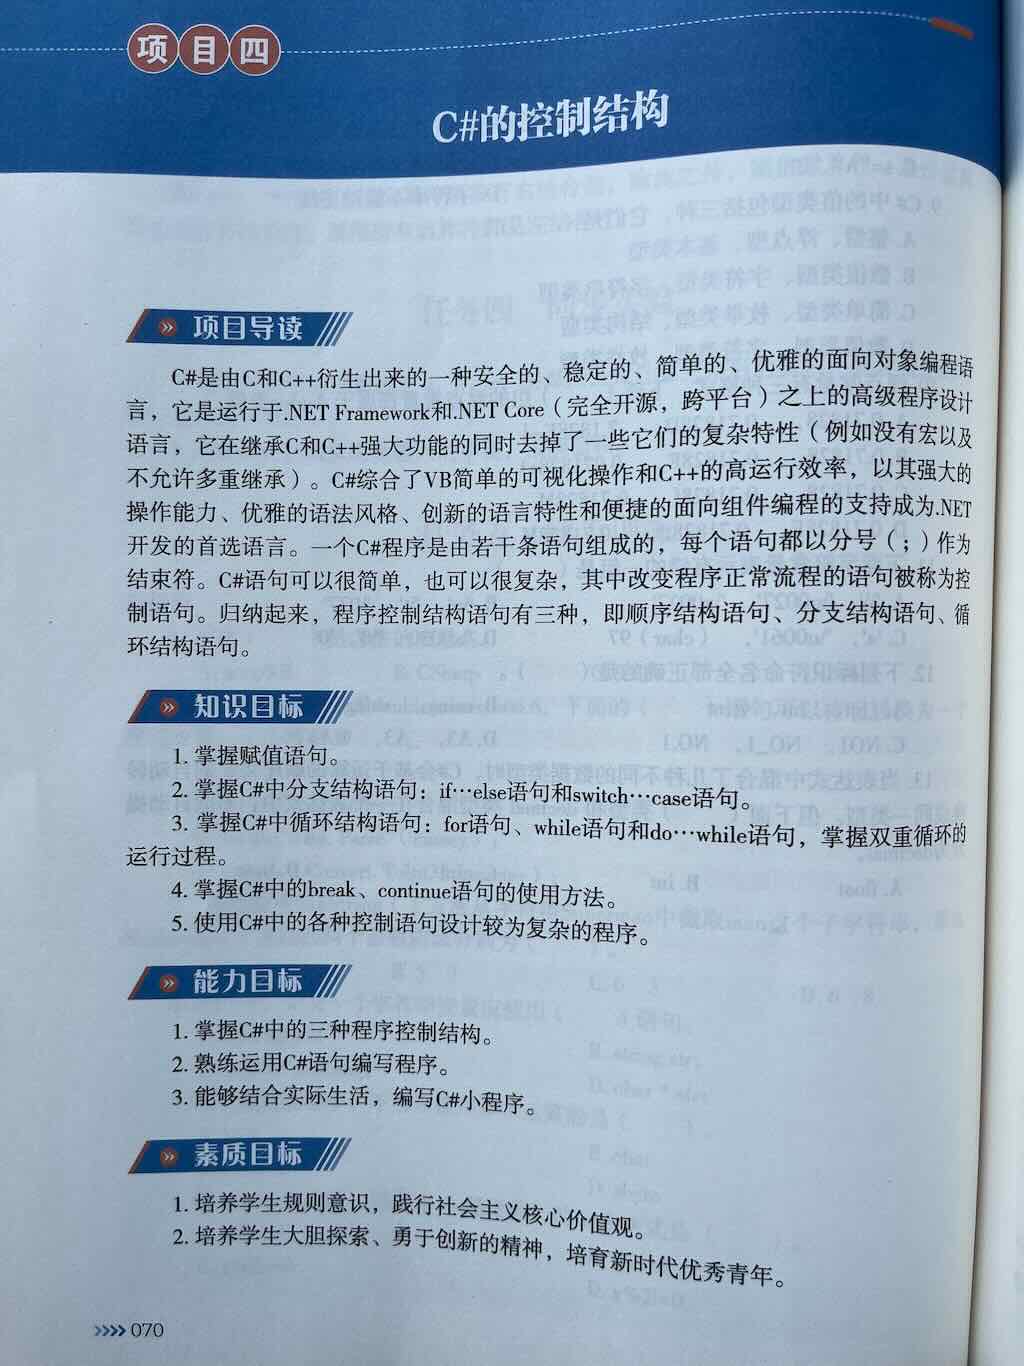 项目四
C#的控制结构
项目导读
C#是由C和C++衍生出来的一种安全的、稳定的、简单的、优雅的面向对象编程语
言，它是运行于.NET Framework和.NET Core（完全开源，跨平台）之上的高级程序设计
语言，它在继承C和C++强大功能的同时去掉了一些它们的复杂特性（例如没有宏以及
不允许多重继承）。C#综合了VB简单的可视化操作和C++的高运行效率，以其强大的
操作能力、优雅的语法风格、创新的语言特性和便捷的面向组件编程的支持成为.NET
开发的首选语言。一个C#程序是由若干条语句组成的，每个语句都以分号（;）作为
结束符。C#语句可以很简单，也可以很复杂，其中改变程序正常流程的语句被称为控
制语句。归纳起来，程序控制结构语句有三种，即顺序结构语句、分支结构语句、循
环结构语句。
知识目标
1. 掌握赋值语句。
2. 掌握C#中分支结构语句：if…else语句和switch…case语句。
3. 掌握C#中循环结构语句：for语句、while语句和do…while语句，掌握双重循环的
运行过程。
4. 掌握C#中的break、continue语句的使用方法。
5. 使用C#中的各种控制语句设计较为复杂的程序。
能力目标
1. 掌握C#中的三种程序控制结构。
2. 熟练运用C#语句编写程序。
3. 能够结合实际生活，编写C#小程序。
素质目标
1. 培养学生规则意识，践行社会主义核心价值观。
2. 培养学生大胆探索、勇于创新的精神，培育新时代优秀青年。
070